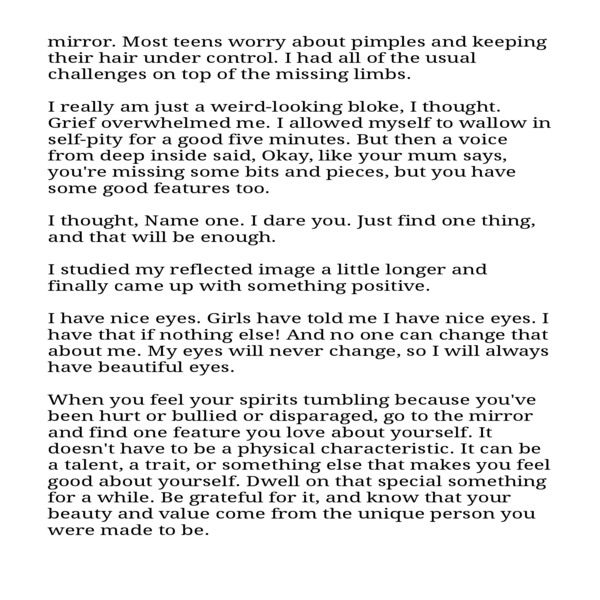 mirror. Most teens worry about pimples and keeping
their hair under control. I had all of the usual
challenges on top of the missing limbs.
I really am just a weird-looking bloke, I thought.
Grief overwhelmed me. I allowed myself to wallow in
self-pity for a good five minutes. But then a voice
from deep inside said, Okay, like your mum says,
you're missing some bits and pieces, but you have
some good features too.
I thought, Name one. I dare you. Just find one thing,
and that will be enough.
I studied my reflected image a little longer and
finally came up with something positive.
I have nice eyes. Girls have told me I have nice eyes. I
have that if nothing else! And no one can change that
about me. My eyes will never change, so I will always
have beautiful eyes.
When you feel your spirits tumbling because you've
been hurt or bullied or disparaged, go to the mirror
and find one feature you love about yourself. It
doesn't have to be a physical characteristic. It can be
a talent, a trait, or something else that makes you feel
good about yourself. Dwell on that special something
for a while. Be grateful for it, and know that your
beauty and value come from the unique person you
were made to be.